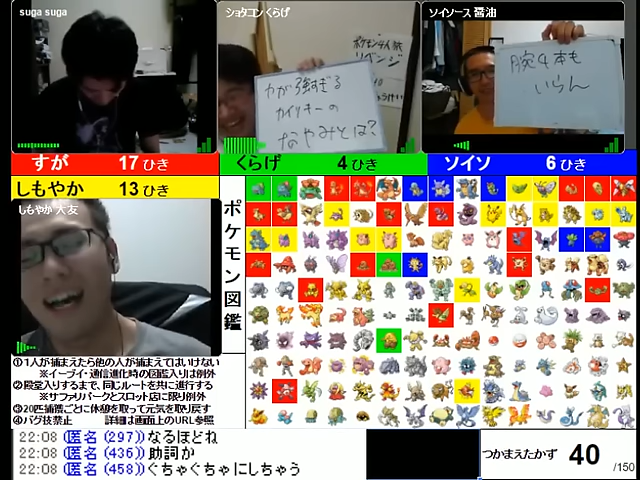 suga suga
ショタコン くらげ
ソイソース 醤油
力が強すぎる
カイリキーの
なやみとは?
ポケモン
リベンジ
腕4本も
いらん
すが 17ひき
くらげ 4ひき
ソイソ 6ひき
しもやか 13ひき
しもやか 大友
ポケモン図鑑
①1人が捕まえたら他の人が捕まえてはいけない
※イーブイ・通信進化時の図鑑入りは例外
②殿堂入りするまで、同じルートを共に進行する
※サファリパークとスロット店に限り例外
③20匹捕獲ごとに休憩を取って元気を取り戻す
④バグ技禁止 詳細は画面上のURL参照
22:08 (匿名(297)) なるほどね
22:08 (匿名(436)) 助詞か
22:08 (匿名(458)) ぐちゃぐちゃにしちゃう
つかまえたかず 40 /150